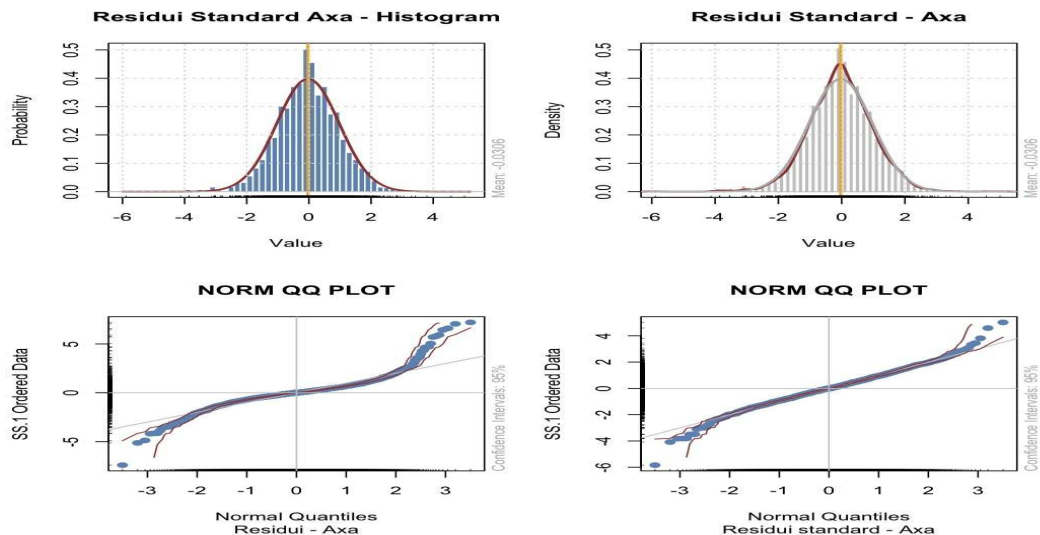 Residui Standard Axa - Histogram
Probability
0.0 0.1 0.2 0.3 0.4 0.5
-6 -4 -2 0 2 4
Value
Mean: -0.0306
Residui Standard - Axa
Density
0.0 0.1 0.2 0.3 0.4 0.5
-6 -4 -2 0 2 4
Value
Mean: -0.0306
NORM QQ PLOT
SS.1 Ordered Data
-5 0 5
-3 -2 -1 0 1 2 3
Normal Quantiles
Residui - Axa
Confidence Intervals: 95%
NORM QQ PLOT
SS.1 Ordered Data
-6 -4 -2 0 2 4
-3 -2 -1 0 1 2 3
Normal Quantiles
Residui standard - Axa
Confidence Intervals: 95%